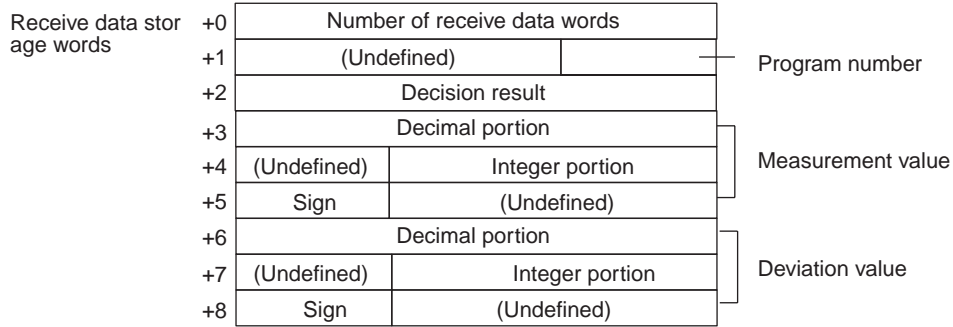 Receive data stor
age words
+0 Number of receive data words
+1 (Undefined) Program number
+2 Decision result
+3 Decimal portion
Measurement value
+4 (Undefined) Integer portion
+5 Sign (Undefined)
+6 Decimal portion
Deviation value
+7 (Undefined) Integer portion
+8 Sign (Undefined)